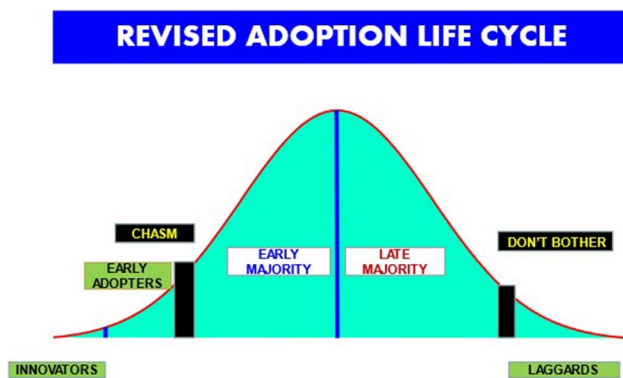 REVISED ADOPTION LIFE CYCLE
CHASM
DON'T BOTHER
EARLY
MAJORITY
LATE
MAJORITY
EARLY
ADOPTERS
INNOVATORS
LAGGARDS